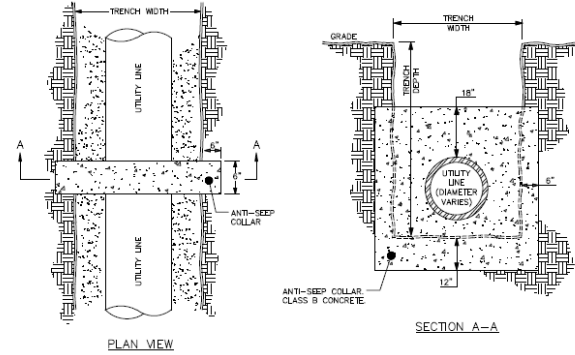 TRENCH WIDTH
UTILITY LINE
A
A
6"
6"
ANTI-SEEP
COLLAR
UTILITY LINE
PLAN VIEW
TRENCH
WIDTH
GRADE
TRENCH
DEPTH
18"
UTILITY
LINE
(DIAMETER
VARIES)
6"
12"
ANTI-SEEP COLLAR.
CLASS B CONCRETE.
SECTION A-A